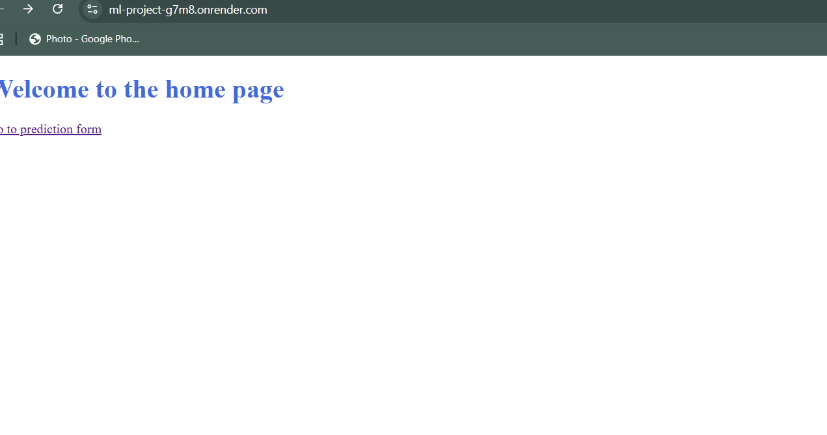 ml-project-g7m8.onrender.com
Photo - Google Pho...
Welcome to the home page
to prediction form